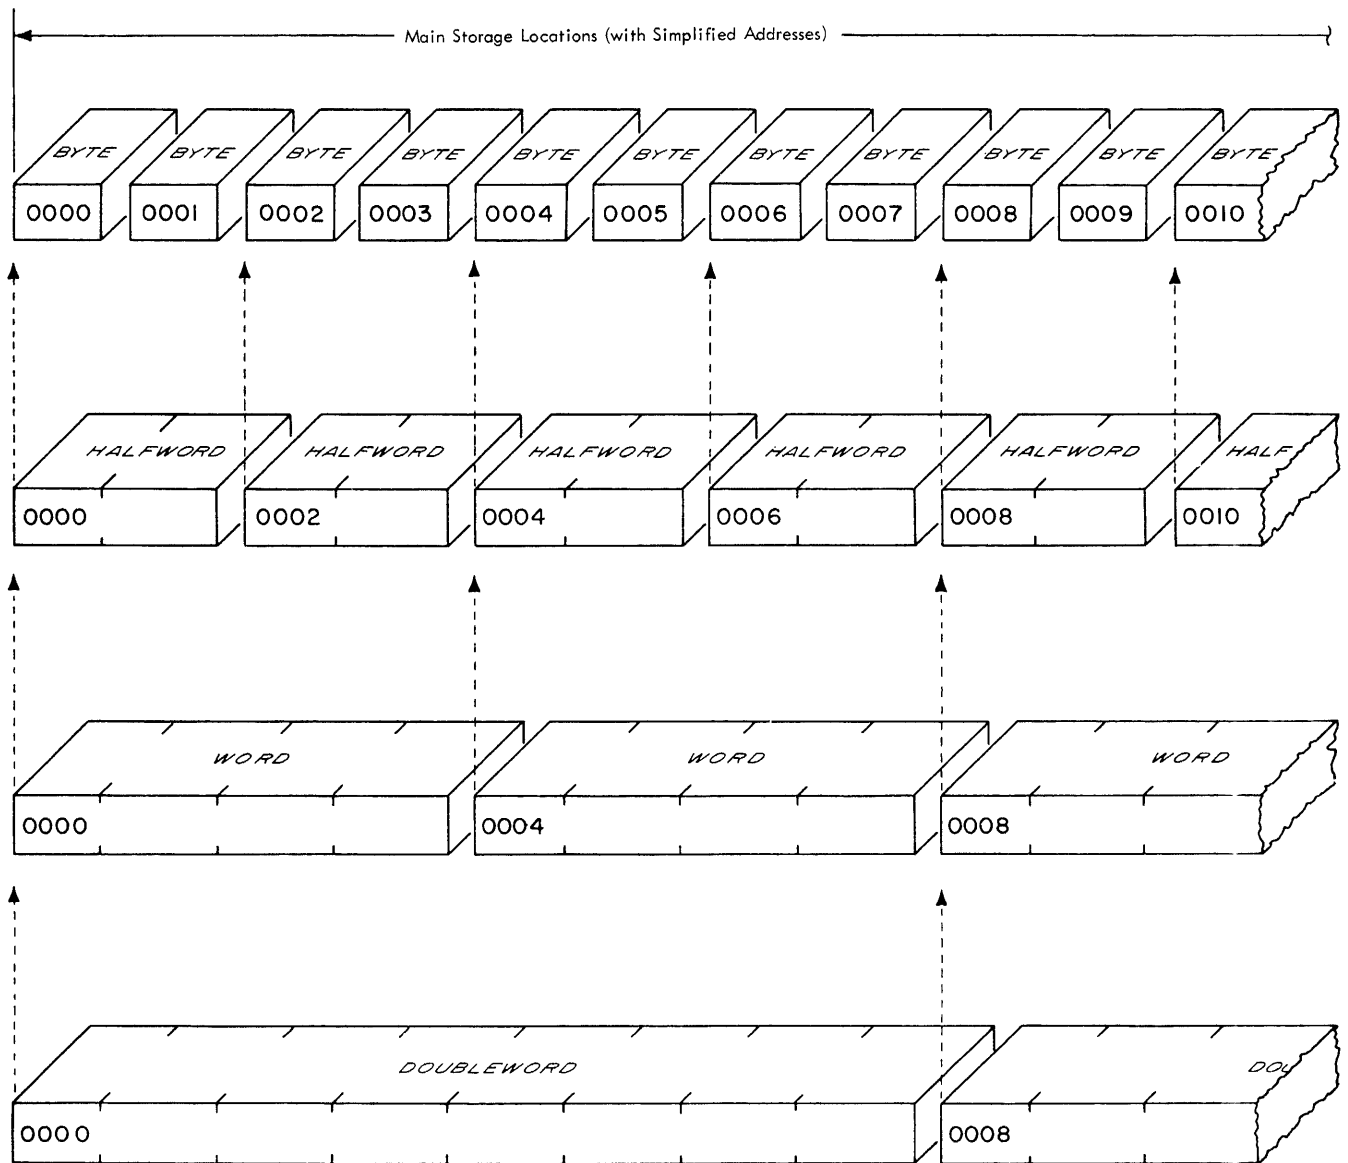 Main Storage Locations (with Simplified Addresses)
BYTE BYTE BYTE BYTE BYTE BYTE BYTE BYTE BYTE BYTE BYTE
0000 0001 0002 0003 0004 0005 0006 0007 0008 0009 0010
HALFWORD HALFWORD HALFWORD HALFWORD HALFWORD HALF
0000 0002 0004 0006 0008 0010
WORD WORD WORD
0000 0004 0008
DOUBLEWORD DOU
0000 0008